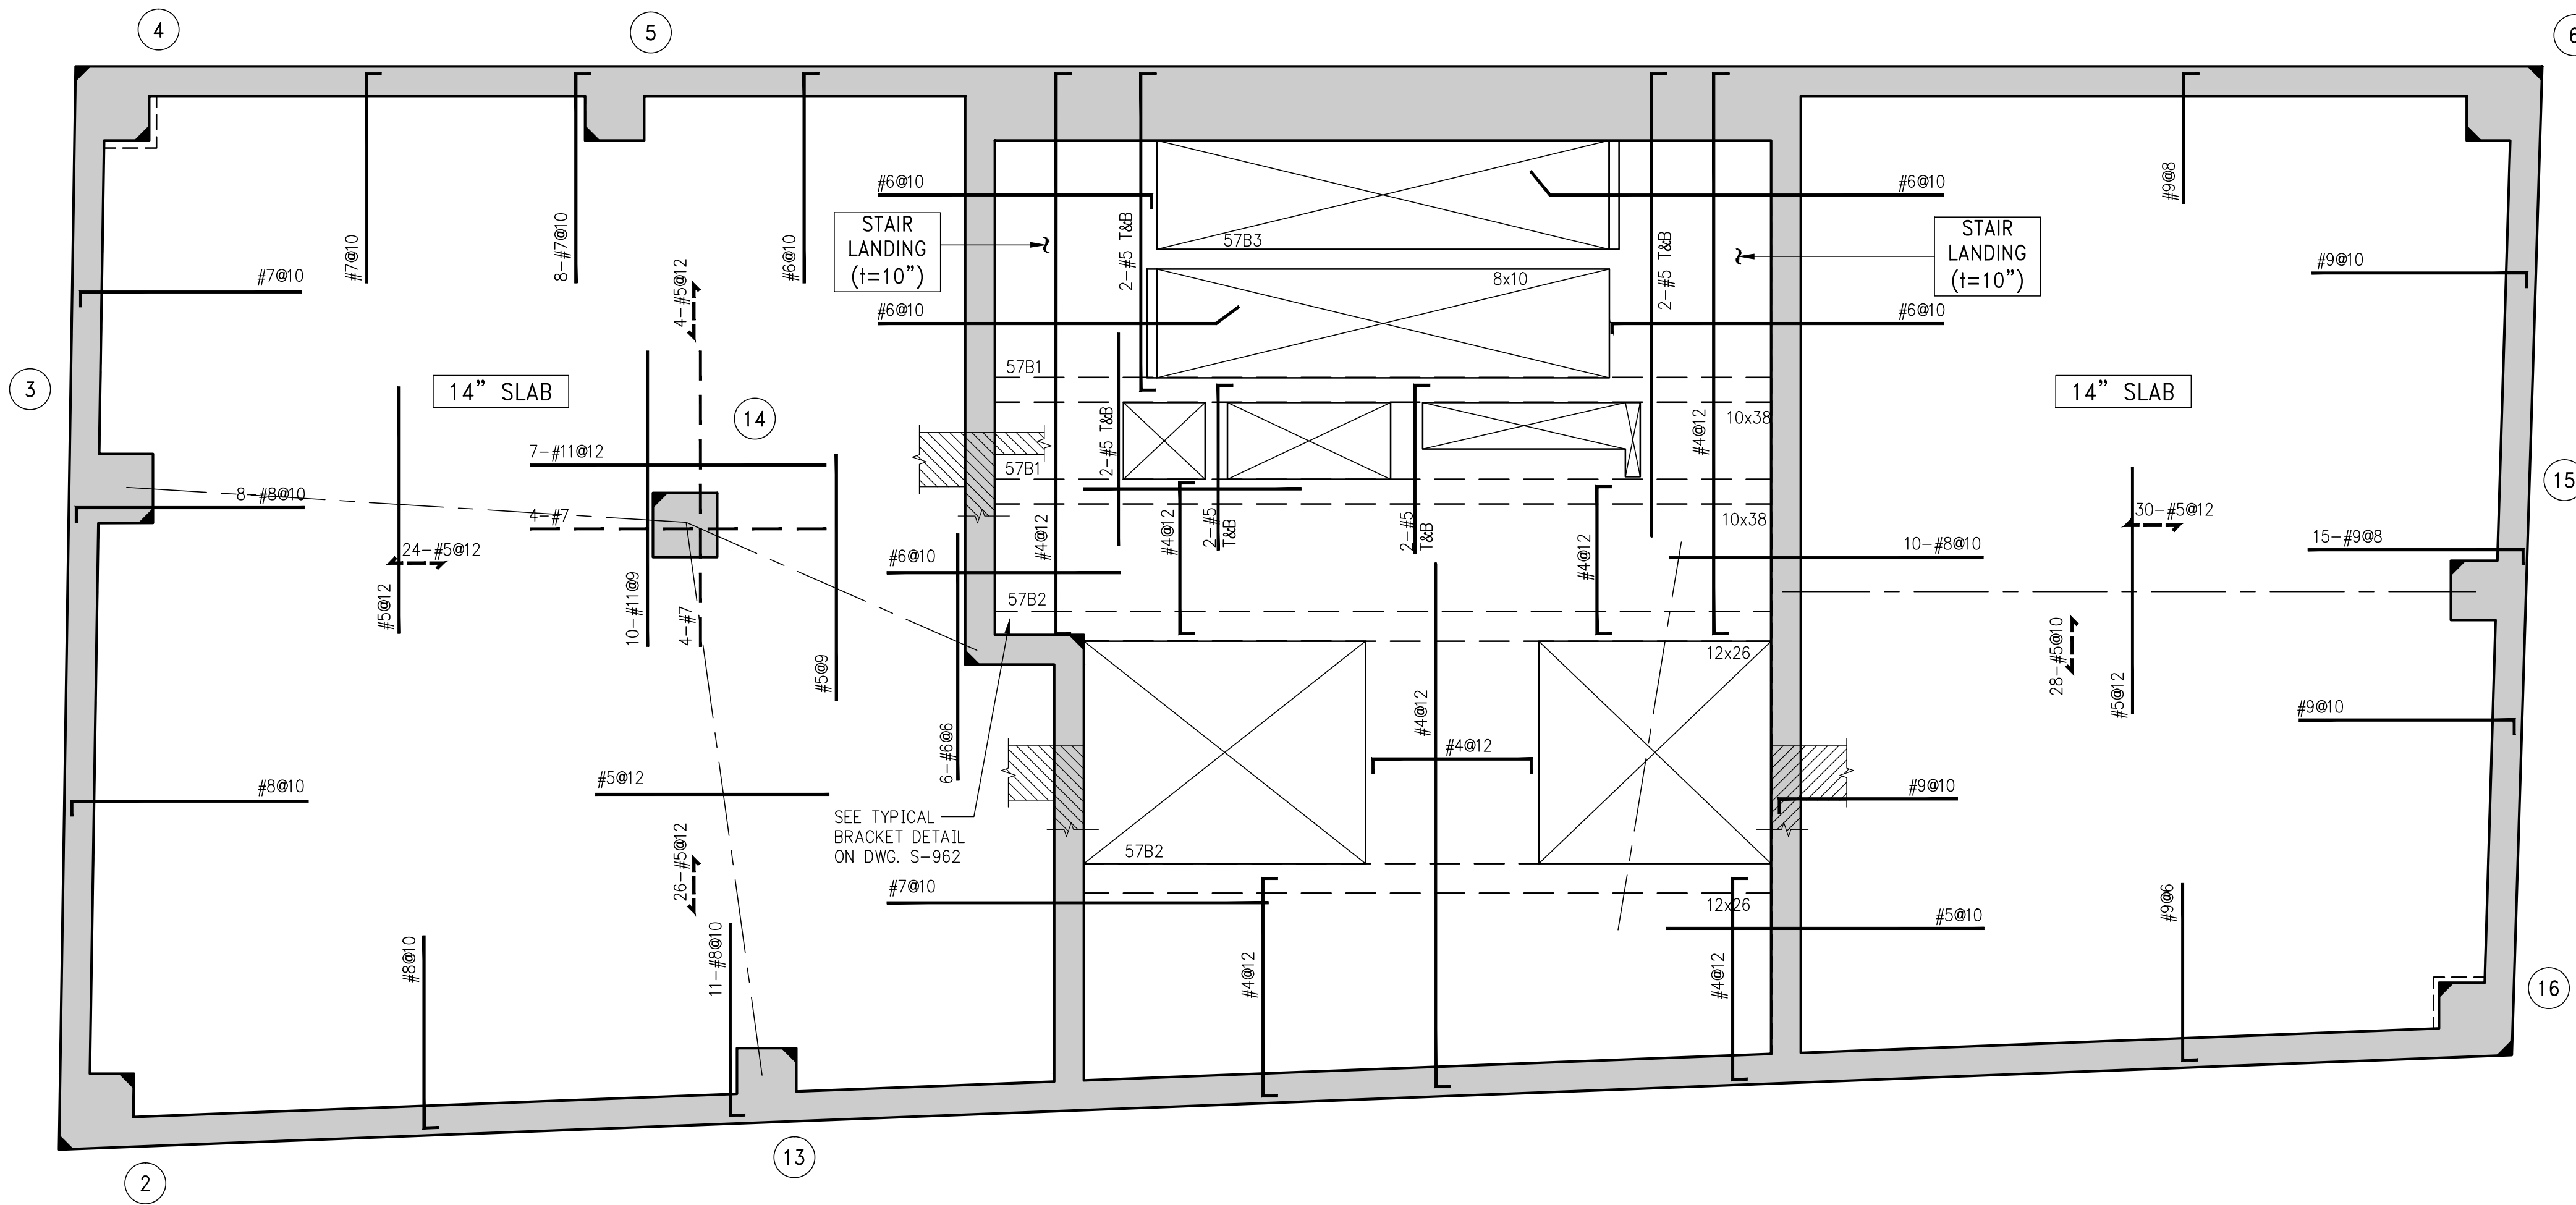 4
5
6
#6@10
#6@10
#9@8
STAIR
LANDING
(t=10”)
2-#5 T&B
57B3
2-#5 T&B
STAIR
LANDING
(t=10”)
#7@10
#7@10
8-#7@10
#6@10
4-#5@12
8x10
#9@10
#6@10
#6@10
3
14” SLAB
14
57B1
10x38
14” SLAB
2-#5 T&B
#4@12
7-#11@12
57B1
15
8-#8@10
4-#7
10x38
30-#5@12
#4@12
#4@12
2-#5
T&B
2-#5
T&B
#4@12
24-#5@12
#6@10
10-#8@10
15-#9@8
#5@12
10-#11@9
4-#7
57B2
#5@9
12x26
28-#5@10
#5@12
#4@12
#9@10
6-#6@6
#4@12
#8@10
#5@12
#9@10
SEE TYPICAL
BRACKET DETAIL
ON DWG. S-962
26-#5@12
57B2
#7@10
12x26
#9@6
#5@10
#8@10
11-#8@10
#4@12
#4@12
16
13
2